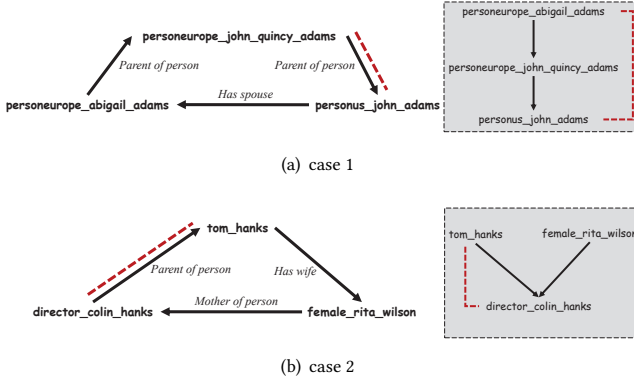 personeurope_john_quincy_adams
Parent of person
Parent of person
Has spouse
personeurope_abigail_adams
personus_john_adams
personeurope_abigail_adams
personeurope_john_quincy_adams
personus_john_adams
(a) case 1
tom_hanks
Parent of person
Has wife
Mother of person
director_colin_hanks
female_rita_wilson
tom_hanks
female_rita_wilson
director_colin_hanks
(b) case 2